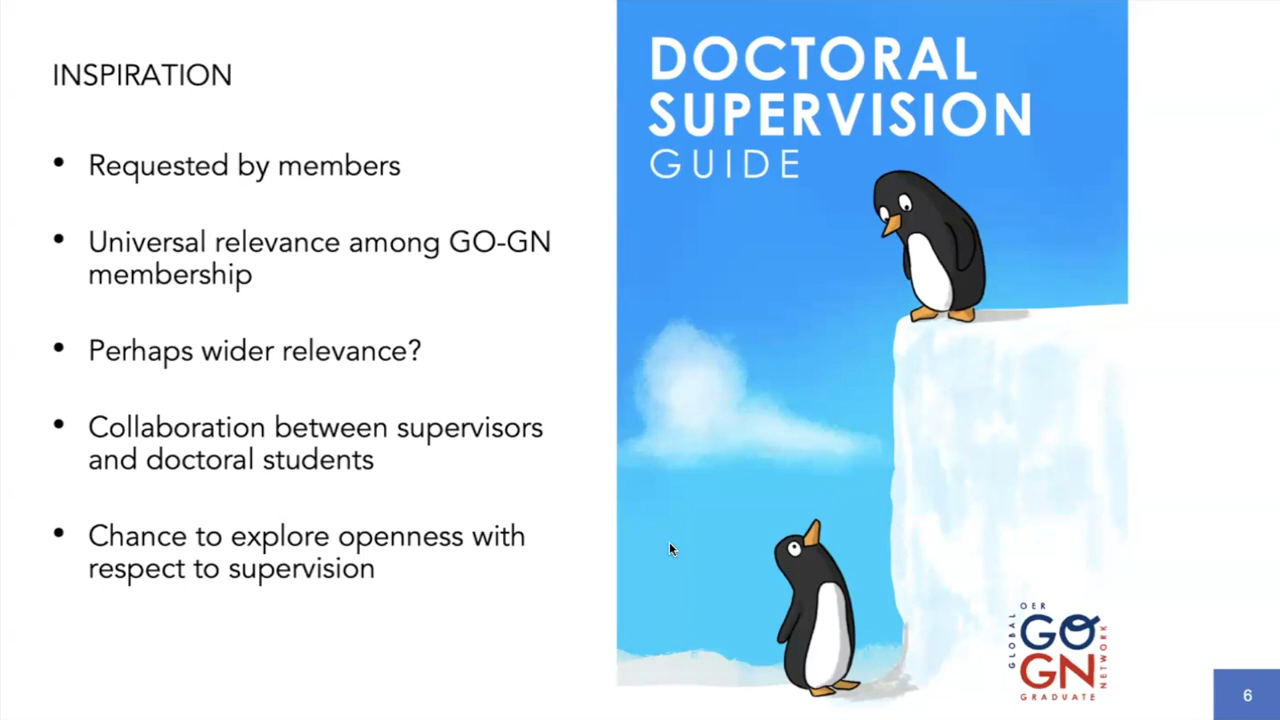 INSPIRATION
• Requested by members
• Universal relevance among GO-GN
membership
• Perhaps wider relevance?
• Collaboration between supervisors
and doctoral students
• Chance to explore openness with
respect to supervision
DOCTORAL
SUPERVISION
GUIDE
GLOBAL
OER
GO
GN
NETWORK
GRADUATE
6